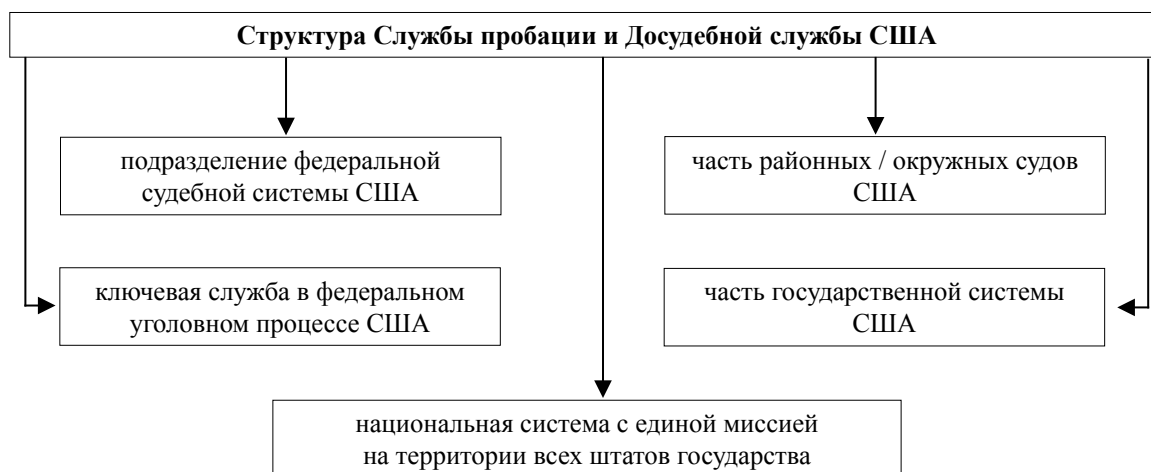 Структура Службы пробации и Досудебной службы США
подразделение федеральной
судебной системы США
часть районных / окружных судов
США
ключевая служба в федеральном
уголовном процессе США
часть государственной системы
США
национальная система с единой миссией
на территории всех штатов государства